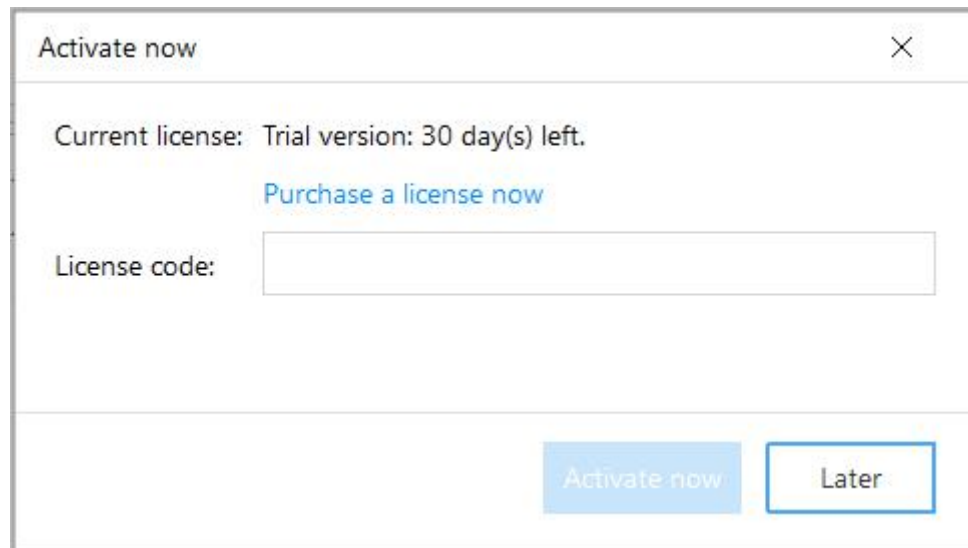 Activate now
Current license: Trial version: 30 day(s) left.
Purchase a license now
License code:
Activate now Later